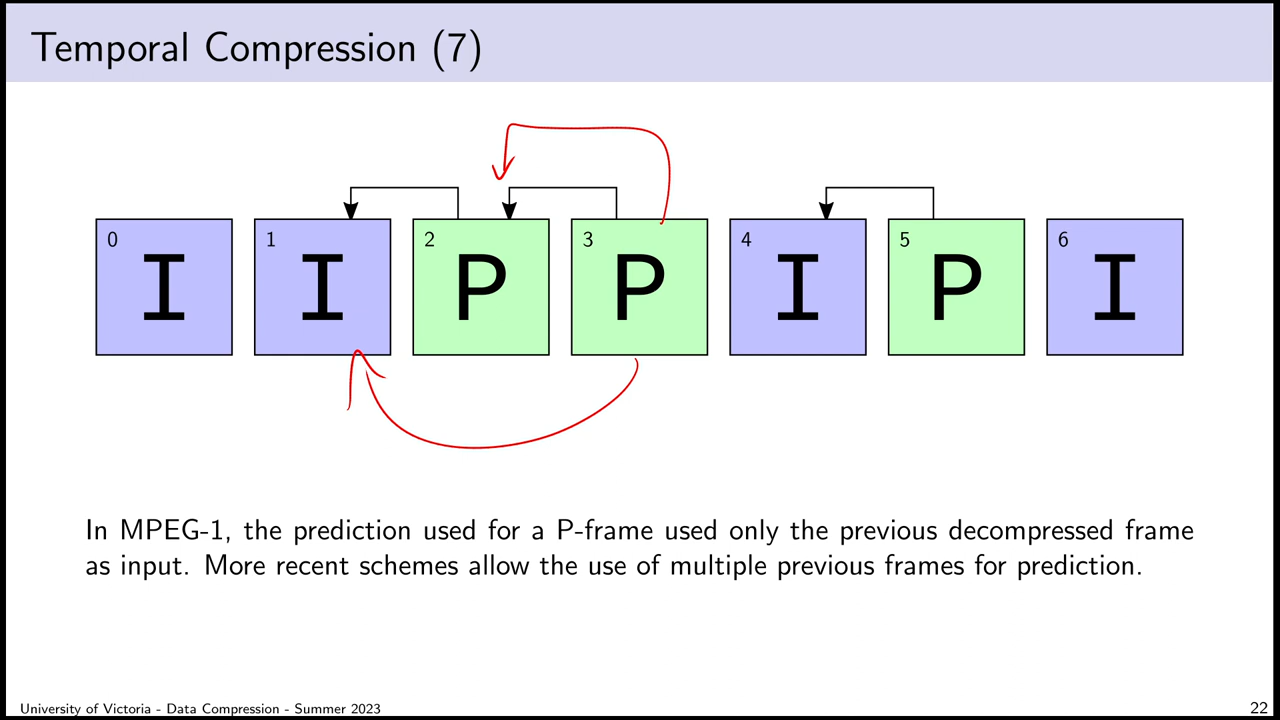 Temporal Compression (7)
0 1 2 3 4 5 6
I I P P I P I
In MPEG-1, the prediction used for a P-frame used only the previous decompressed frame
as input. More recent schemes allow the use of multiple previous frames for prediction.
University of Victoria - Data Compression - Summer 2023 22